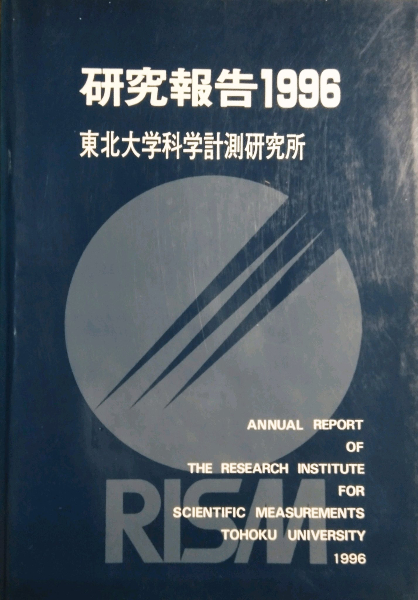 研究報告1996
東北大学科学計測研究所
ANNUAL REPORT
OF
THE RESEARCH INSTITUTE
FOR
SCIENTIFIC MEASUREMENTS
TOHOKU UNIVERSITY
1996
RISM